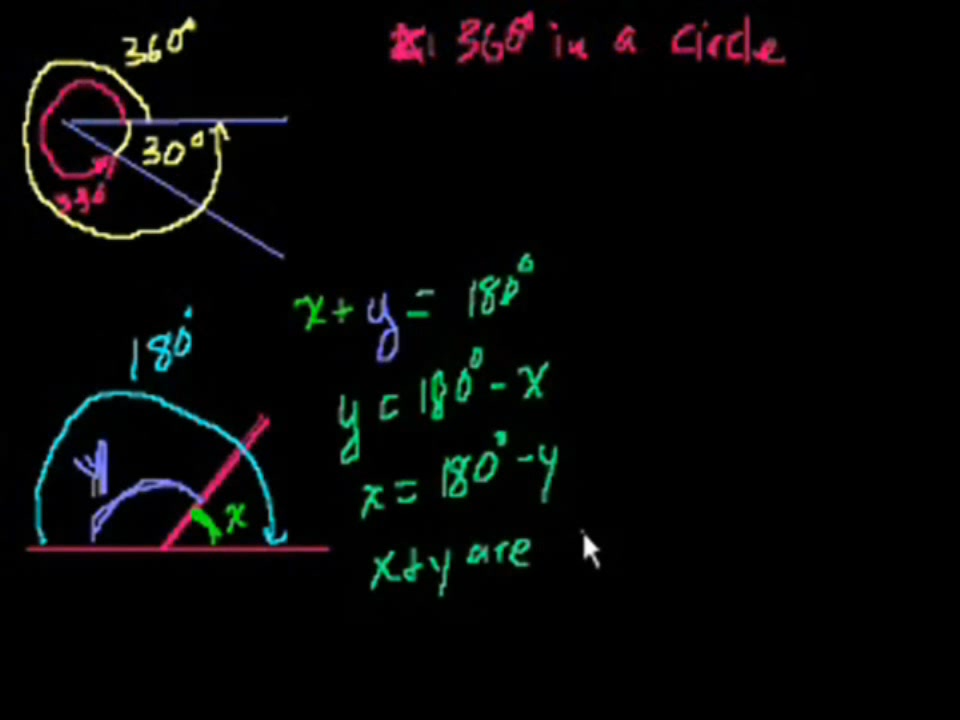 360°
360° in a circle
30°
330
x + y = 180°
180°
y = 180° - x
y
x = 180° - y
x
x + y are